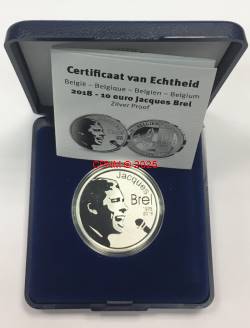 Certificaat van Echtheid
België - Belgique - Belgien - Belgium
2018 - 10 euro Jacques Brel
Zilver Proof
Jacques
Brel